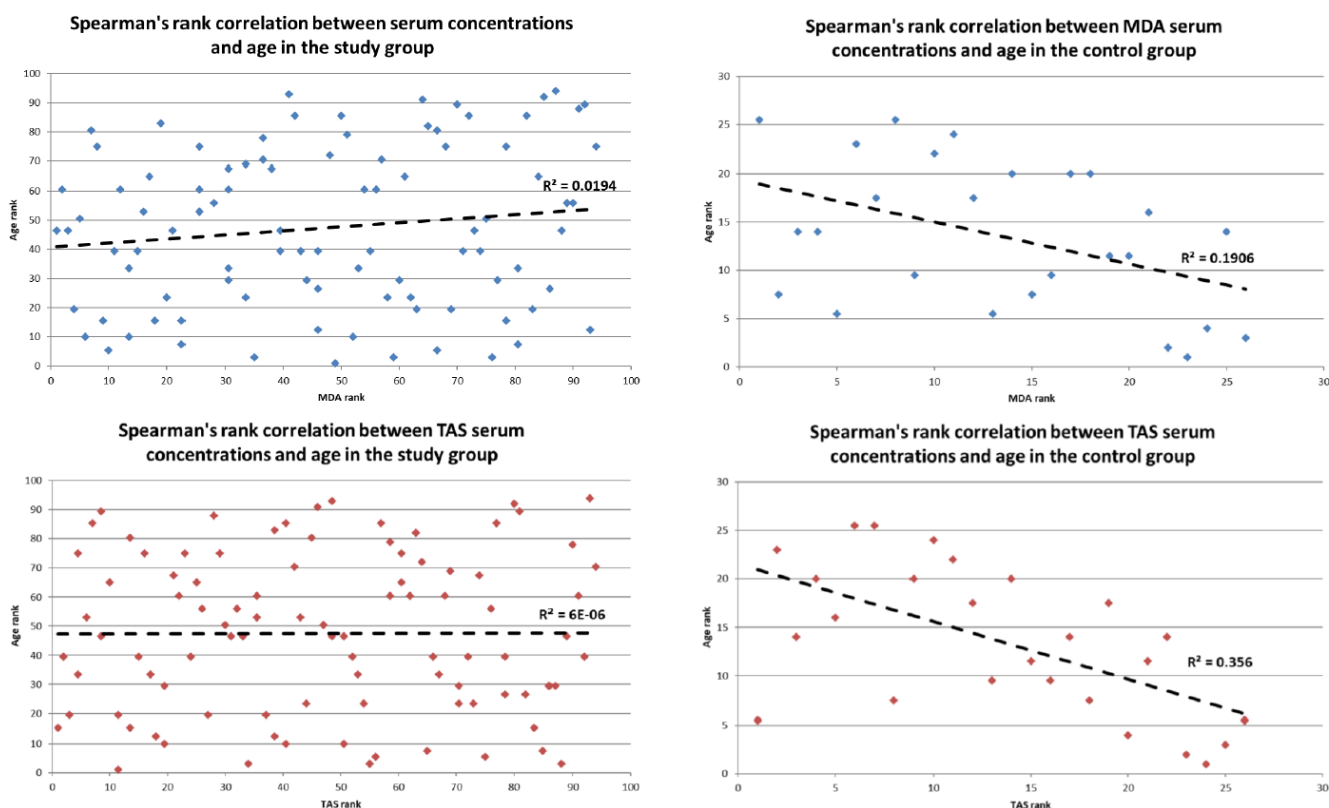 Spearman's rank correlation between serum concentrations
and age in the study group
100
90
80
70
60
50
40
30
20
10
0
Age rank
R² = 0.0194
0 10 20 30 40 50 60 70 80 90 100
MDA rank
Spearman's rank correlation between MDA serum
concentrations and age in the control group
30
25
20
15
10
5
0
Age rank
R² = 0.1906
0 5 10 15 20 25 30
MDA rank
Spearman's rank correlation between TAS serum
concentrations and age in the study group
100
90
80
70
60
50
40
30
20
10
0
Age rank
R² = 6E-06
0 10 20 30 40 50 60 70 80 90 100
TAS rank
Spearman's rank correlation between TAS serum
concentrations and age in the control group
30
25
20
15
10
5
0
Age rank
R² = 0.356
0 5 10 15 20 25 30
TAS rank